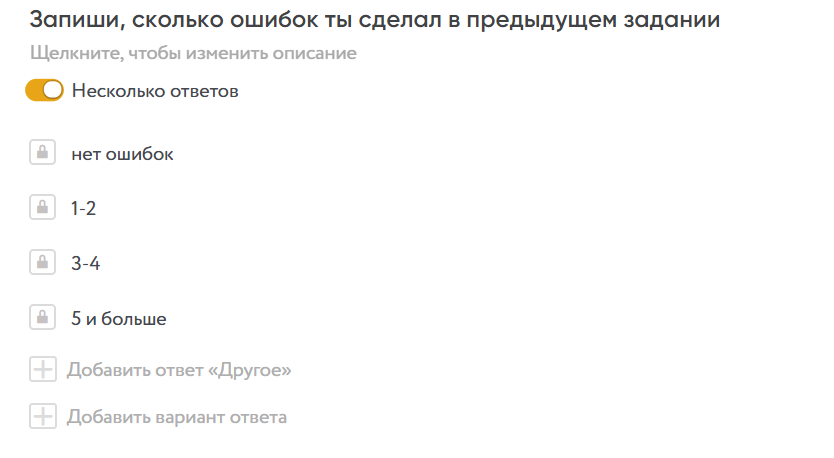 Запиши, сколько ошибок ты сделал в предыдущем задании
Щелкните, чтобы изменить описание
Несколько ответов
нет ошибок
1-2
3-4
5 и больше
Добавить ответ «Другое»
Добавить вариант ответа